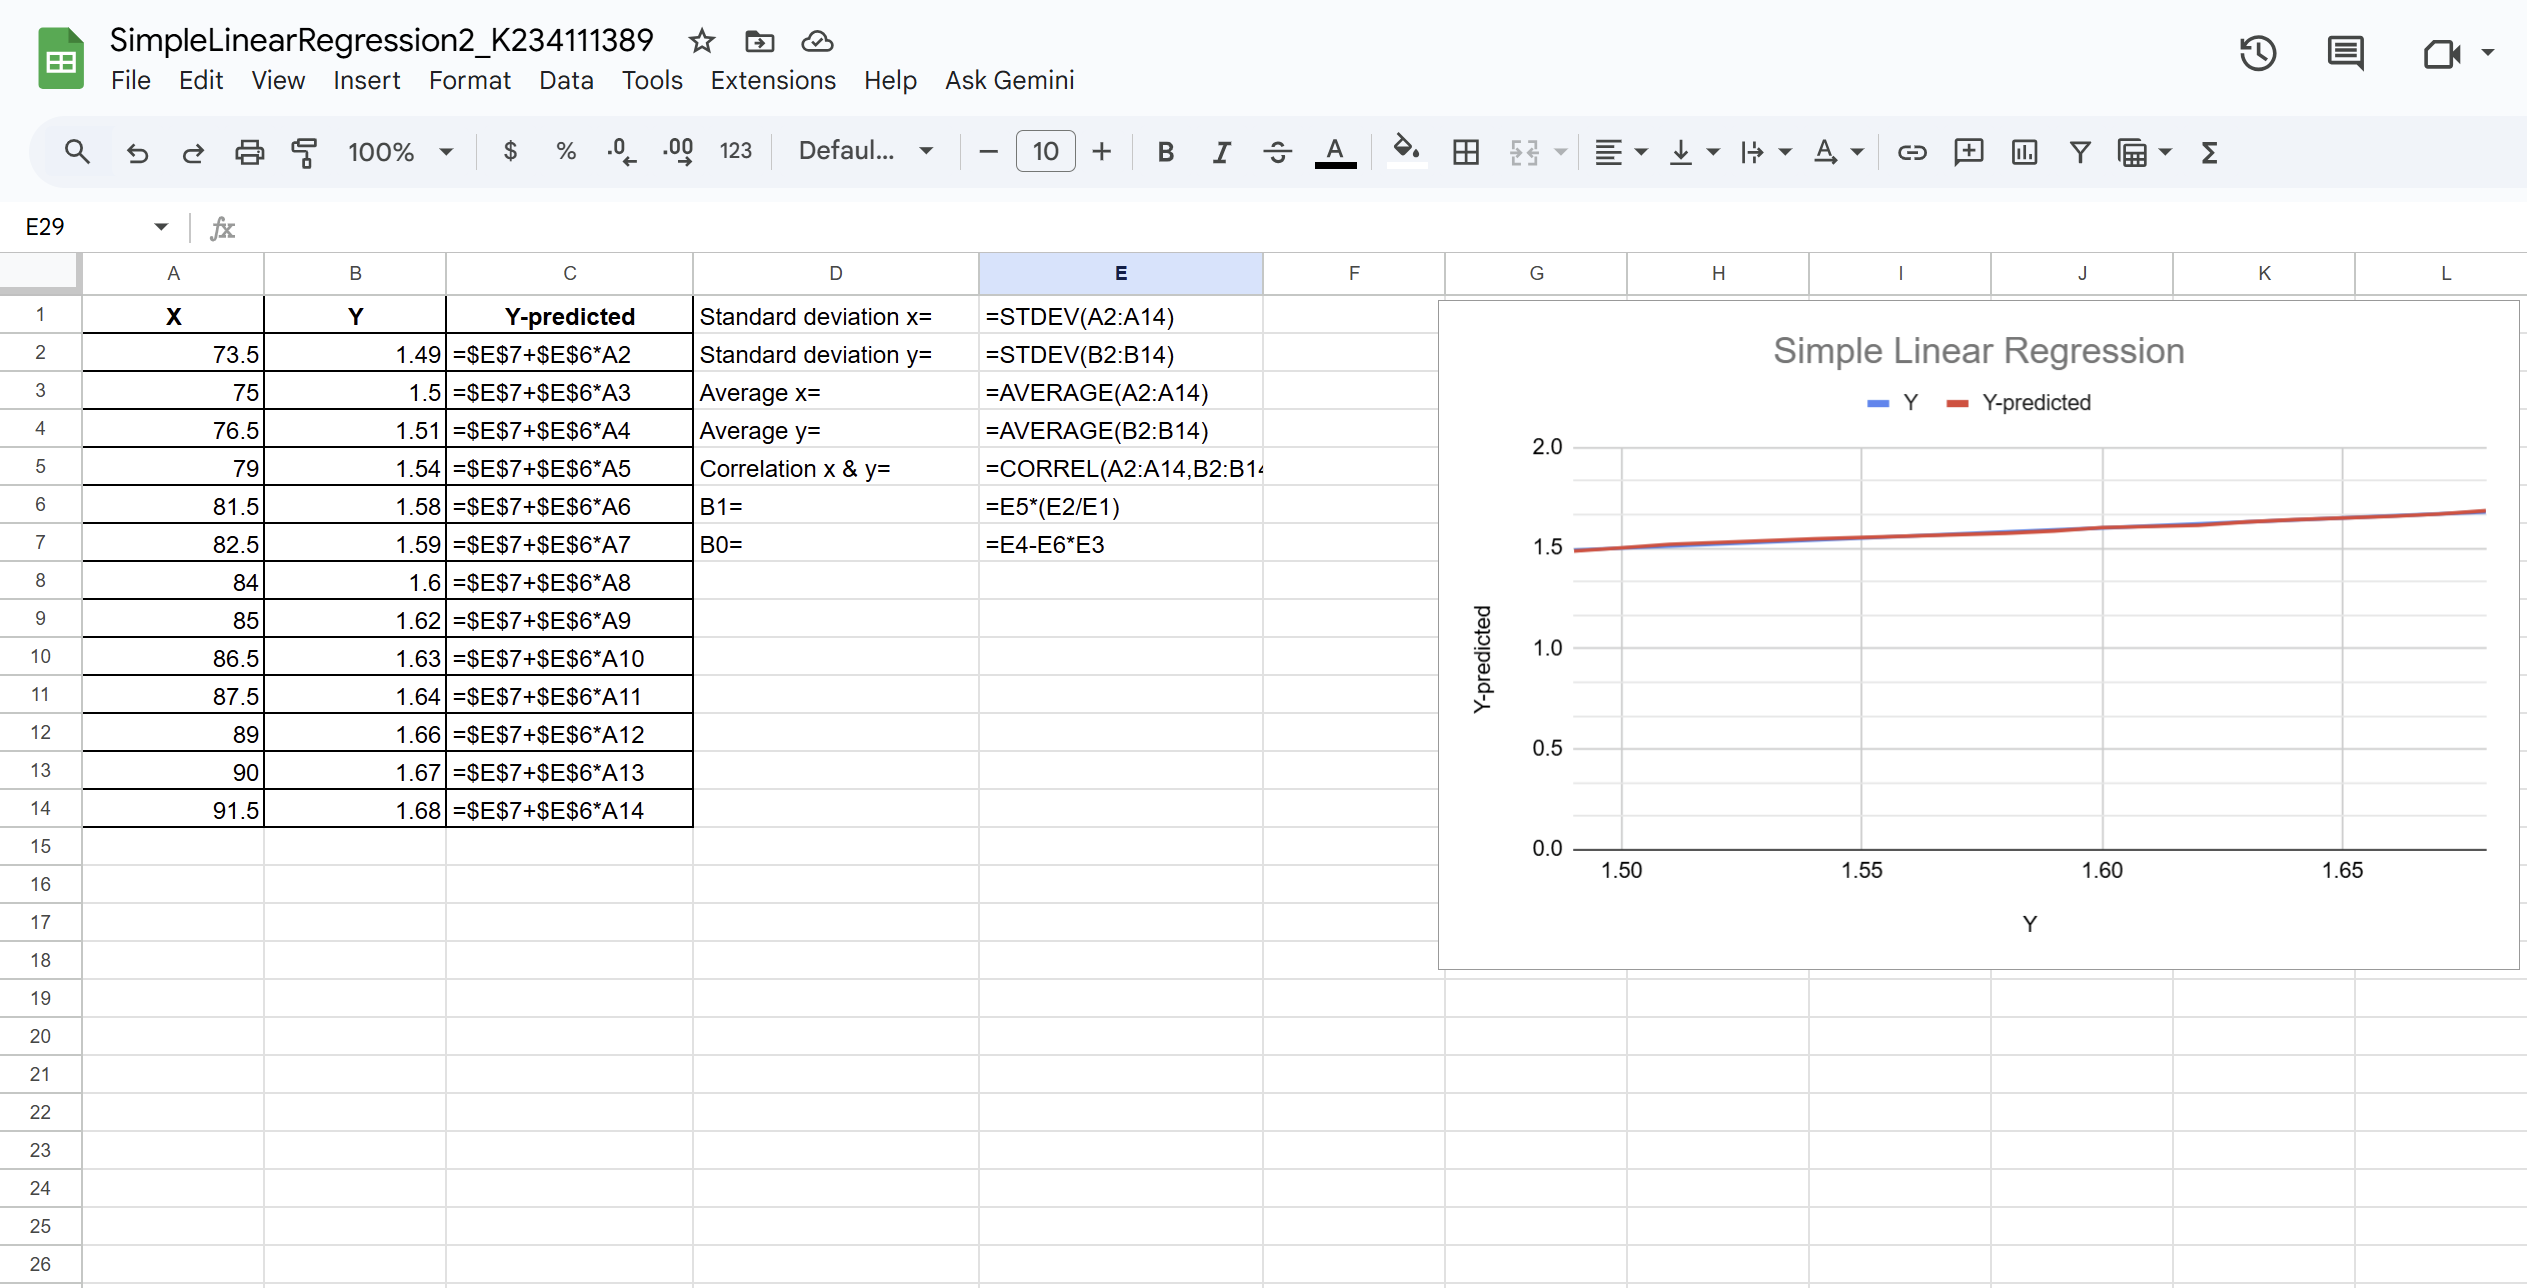 SimpleLinearRegression2_K234111389
File Edit View Insert Format Data Tools Extensions Help Ask Gemini
100% $ % .0 .00 123 Defaul... 10 B I A A Σ
E29 fx
A B C D E F G H I J K L
1 X Y Y-predicted Standard deviation x= =STDEV(A2:A14)
2 73.5 1.49 =$E$7+$E$6*A2 Standard deviation y= =STDEV(B2:B14)
3 75 1.5 =$E$7+$E$6*A3 Average x= =AVERAGE(A2:A14)
4 76.5 1.51 =$E$7+$E$6*A4 Average y= =AVERAGE(B2:B14)
5 79 1.54 =$E$7+$E$6*A5 Correlation x & y= =CORREL(A2:A14,B2:B14
6 81.5 1.58 =$E$7+$E$6*A6 B1= =E5*(E2/E1)
7 82.5 1.59 =$E$7+$E$6*A7 B0= =E4-E6*E3
8 84 1.6 =$E$7+$E$6*A8
9 85 1.62 =$E$7+$E$6*A9
10 86.5 1.63 =$E$7+$E$6*A10
11 87.5 1.64 =$E$7+$E$6*A11
12 89 1.66 =$E$7+$E$6*A12
13 90 1.67 =$E$7+$E$6*A13
14 91.5 1.68 =$E$7+$E$6*A14
15
16
17
18
19
20
21
22
23
24
25
26
Simple Linear Regression
Y Y-predicted
2.0
1.5
1.0
0.5
0.0
Y-predicted
1.50 1.55 1.60 1.65
Y